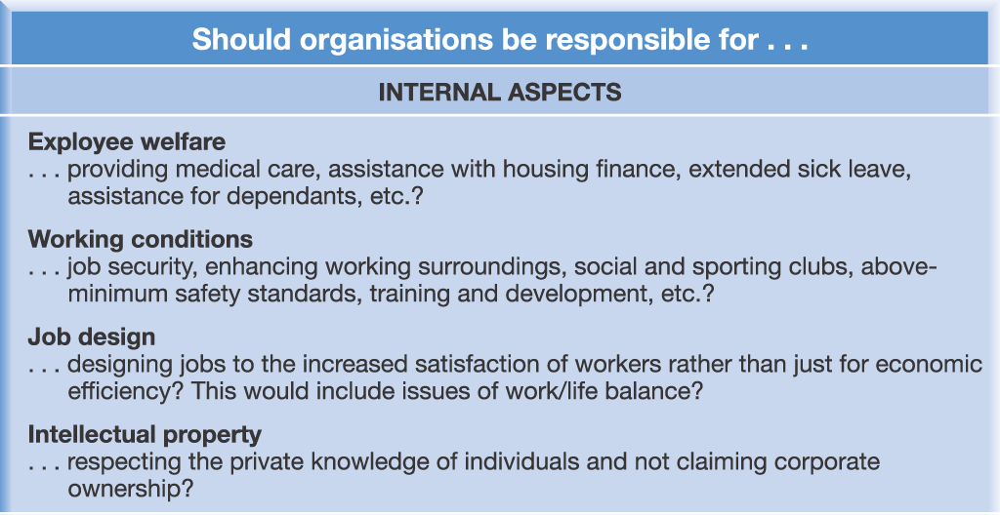 Should organisations be responsible for . . .
INTERNAL ASPECTS
Exployee welfare
. . . providing medical care, assistance with housing finance, extended sick leave,
assistance for dependants, etc.?
Working conditions
. . . job security, enhancing working surroundings, social and sporting clubs, above-
minimum safety standards, training and development, etc.?
Job design
. . . designing jobs to the increased satisfaction of workers rather than just for economic
efficiency? This would include issues of work/life balance?
Intellectual property
. . . respecting the private knowledge of individuals and not claiming corporate
ownership?